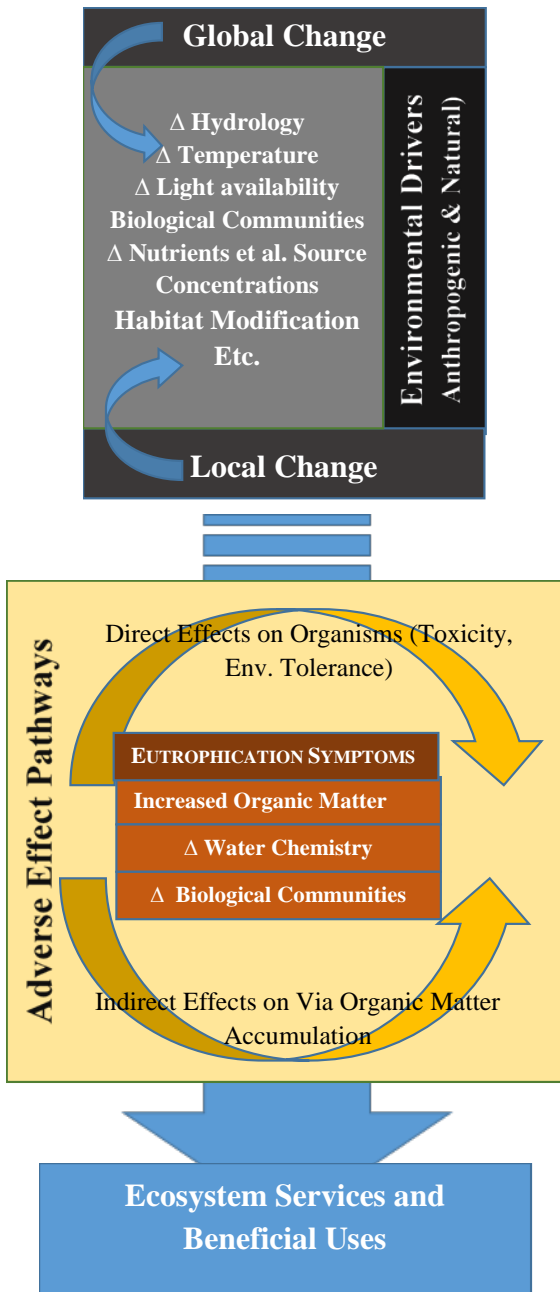 Global Change
Δ Hydrology
Δ Temperature
Δ Light availability
Biological Communities
Δ Nutrients et al. Source
Concentrations
Habitat Modification
Etc.
Environmental Drivers
Anthropogenic & Natural)
Local Change
Adverse Effect Pathways
Direct Effects on Organisms (Toxicity,
Env. Tolerance)
EUTROPHICATION SYMPTOMS
Increased Organic Matter
Δ Water Chemistry
Δ Biological Communities
Indirect Effects on Via Organic Matter
Accumulation
Ecosystem Services and
Beneficial Uses